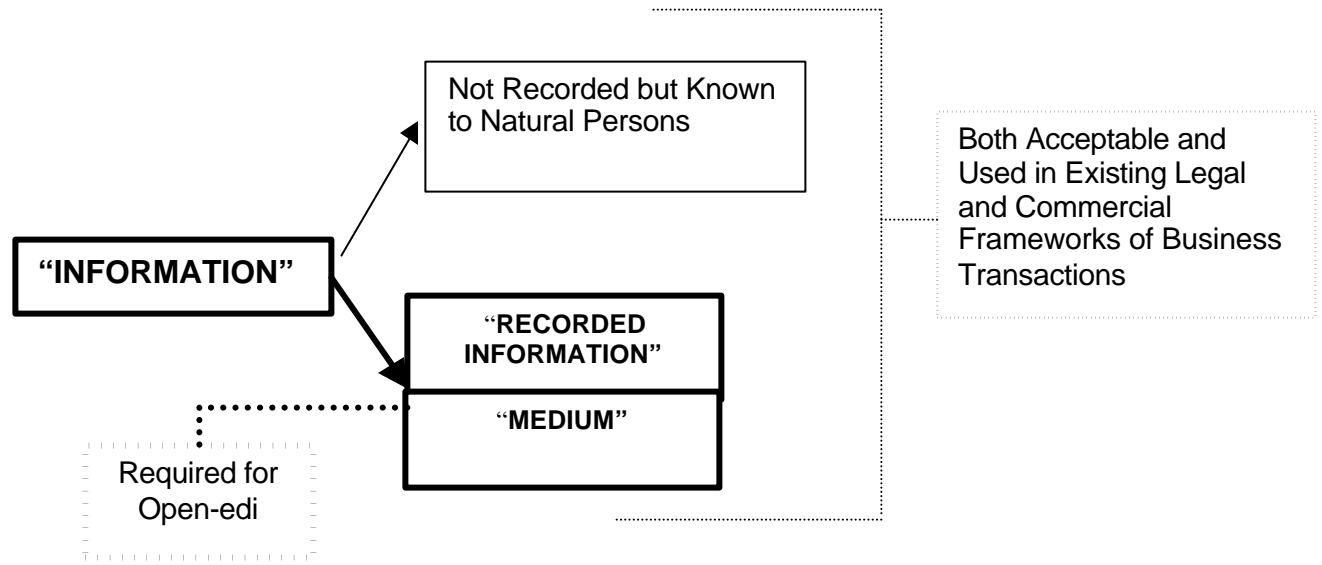 Not Recorded but Known
to Natural Persons
Both Acceptable and
Used in Existing Legal
and Commercial
Frameworks of Business
Transactions
“INFORMATION”
“RECORDED
INFORMATION”
“MEDIUM”
Required for
Open-edi